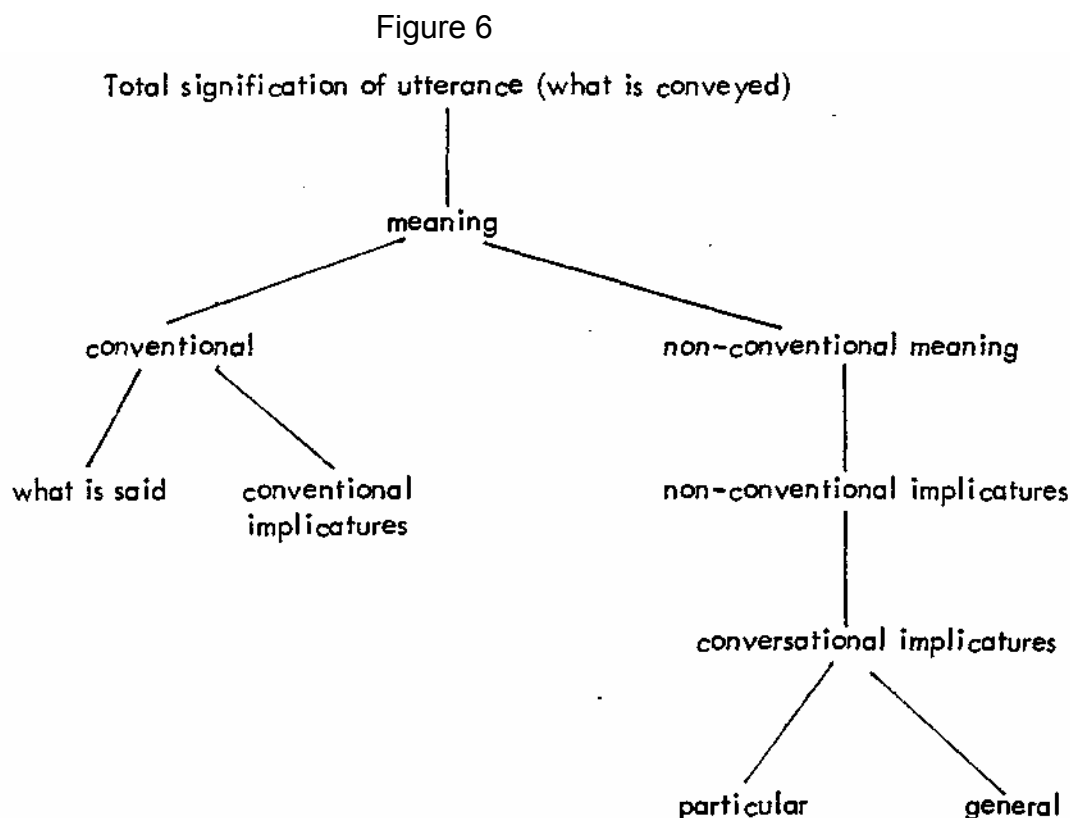 Figure 6
Total signification of utterance (what is conveyed)
meaning
conventional
non-conventional meaning
what is said
conventional
implicatures
non-conventional implicatures
conversational implicatures
particular
general